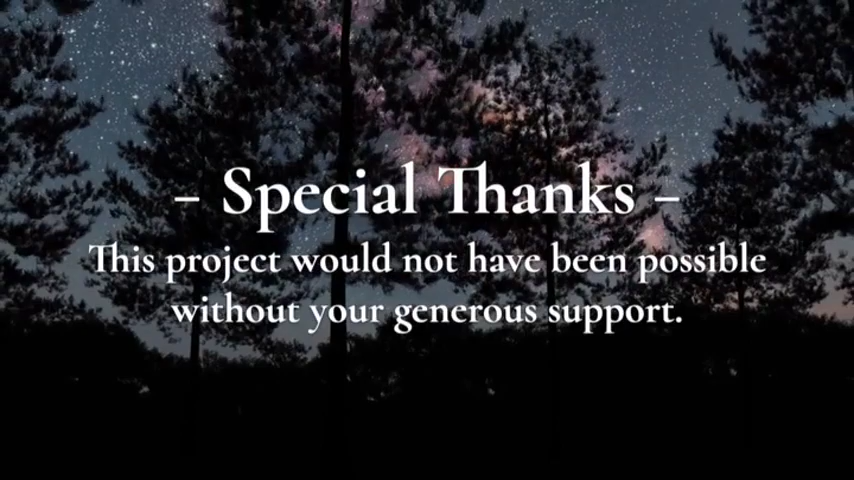 – Special Thanks –
This project would not have been possible
without your generous support.